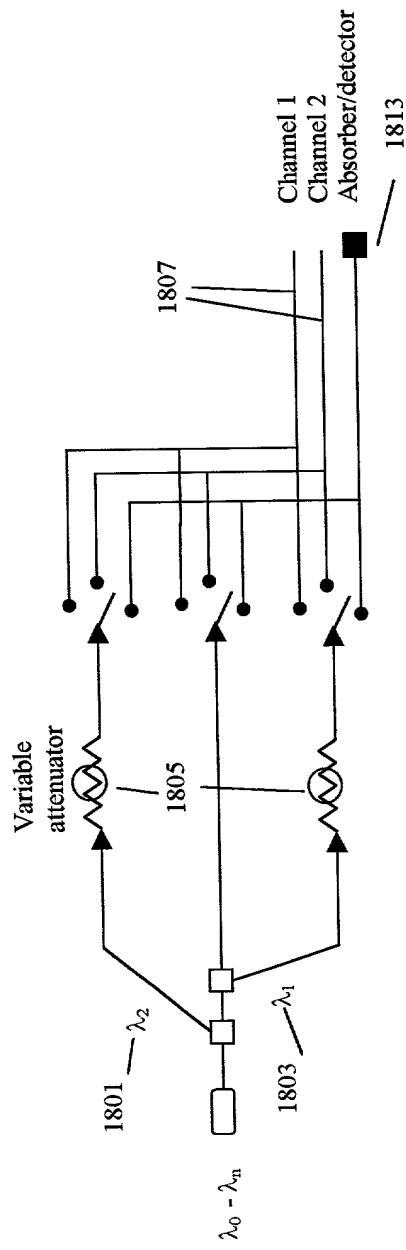 λ₀ - λₙ
1801
λ₂
1803
λ₁
Variable
attenuator
1805
1807
Channel 1
Channel 2
Absorber/detector
1813